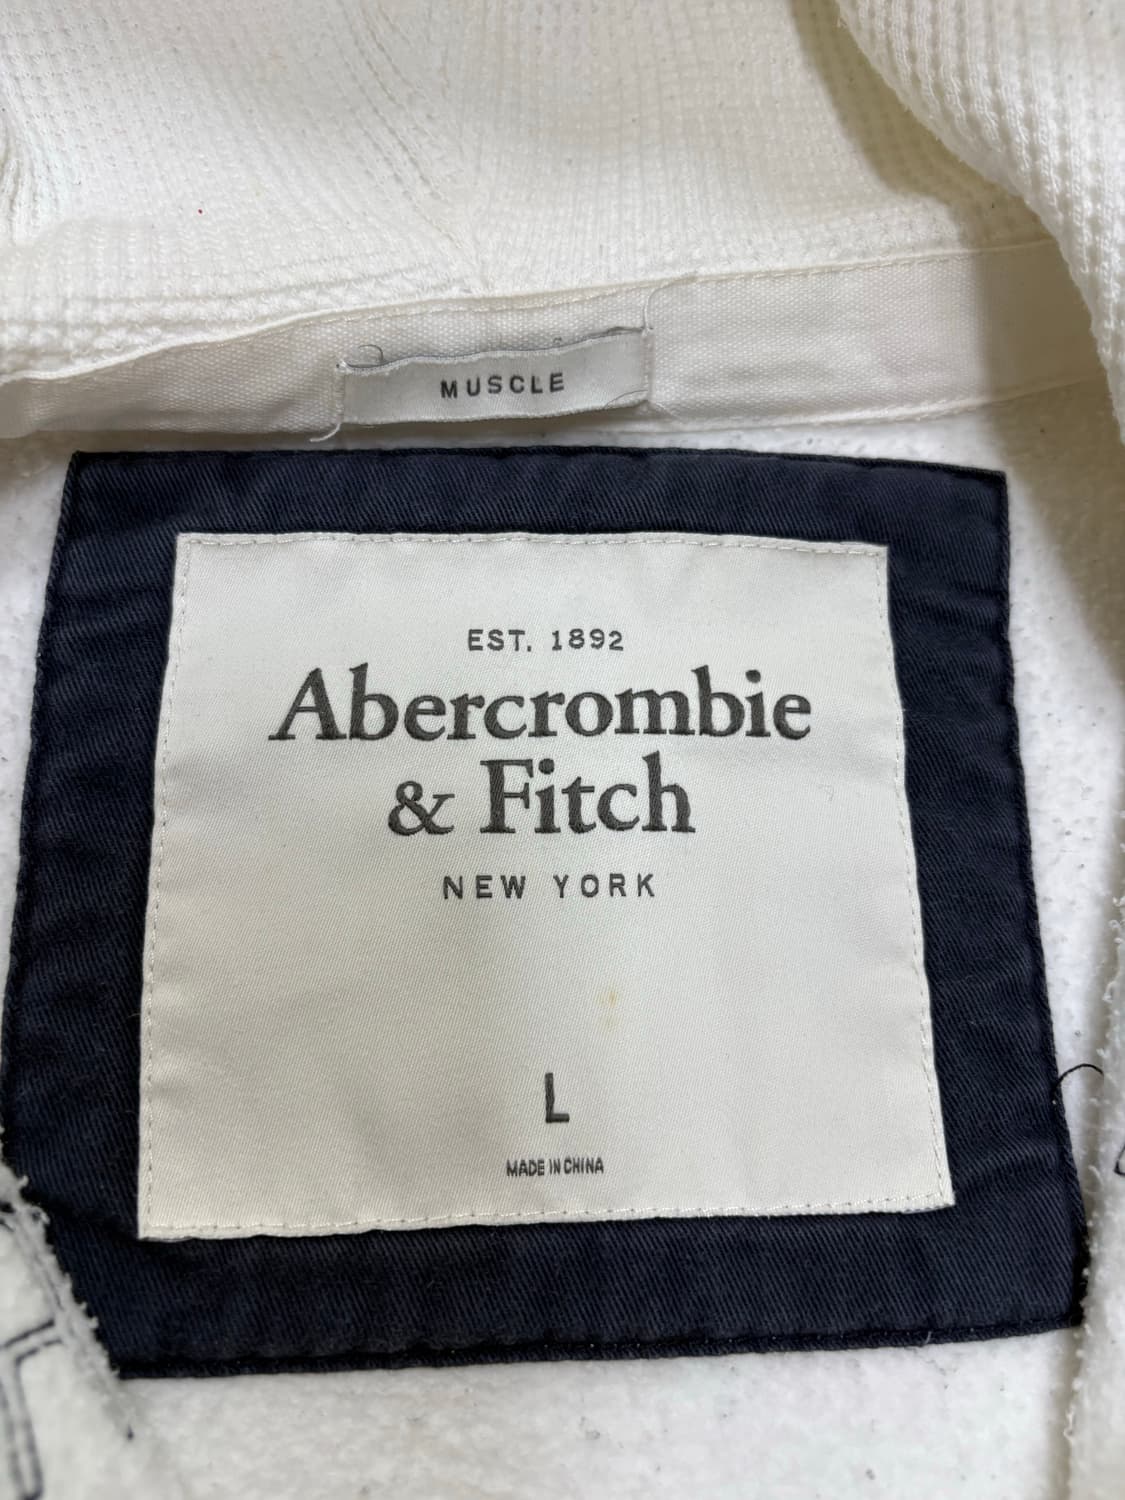 MUSCLE
EST. 1892
Abercrombie
& Fitch
NEW YORK
L
MADE IN CHINA